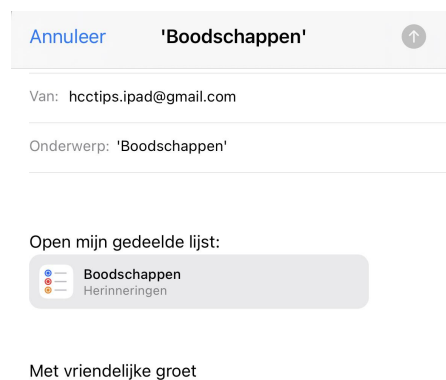 Annuleer 'Boodschappen'
Van: hcctips.ipad@gmail.com
Onderwerp: 'Boodschappen'
Open mijn gedeelde lijst:
Boodschappen
Herinneringen
Met vriendelijke groet